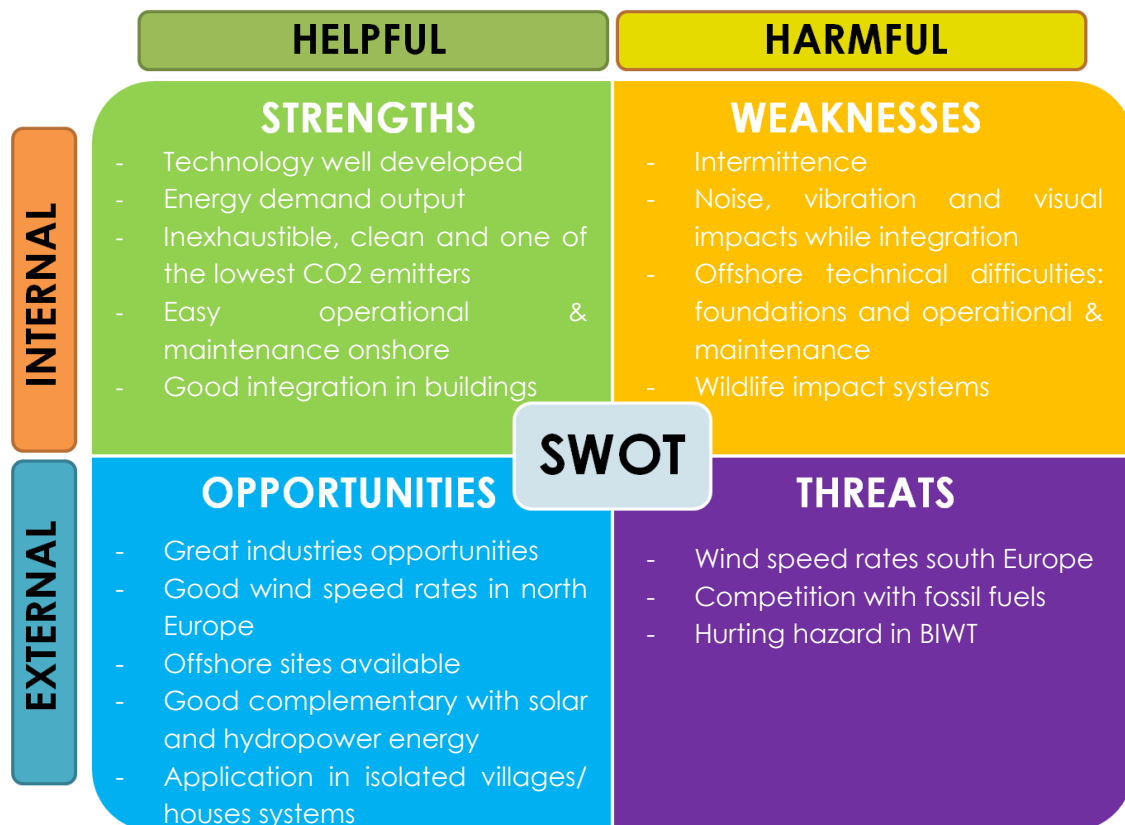 HELPFUL
HARMFUL
INTERNAL
STRENGTHS
- Technology well developed
- Energy demand output
- Inexhaustible, clean and one of
the lowest CO2 emitters
- Easy operational &
maintenance onshore
- Good integration in buildings
WEAKNESSES
- Intermittence
- Noise, vibration and visual
impacts while integration
- Offshore technical difficulties:
foundations and operational &
maintenance
- Wildlife impact systems
SWOT
EXTERNAL
OPPORTUNITIES
- Great industries opportunities
- Good wind speed rates in north
Europe
- Offshore sites available
- Good complementary with solar
and hydropower energy
- Application in isolated villages/
houses systems
THREATS
- Wind speed rates south Europe
- Competition with fossil fuels
- Hurting hazard in BIWT